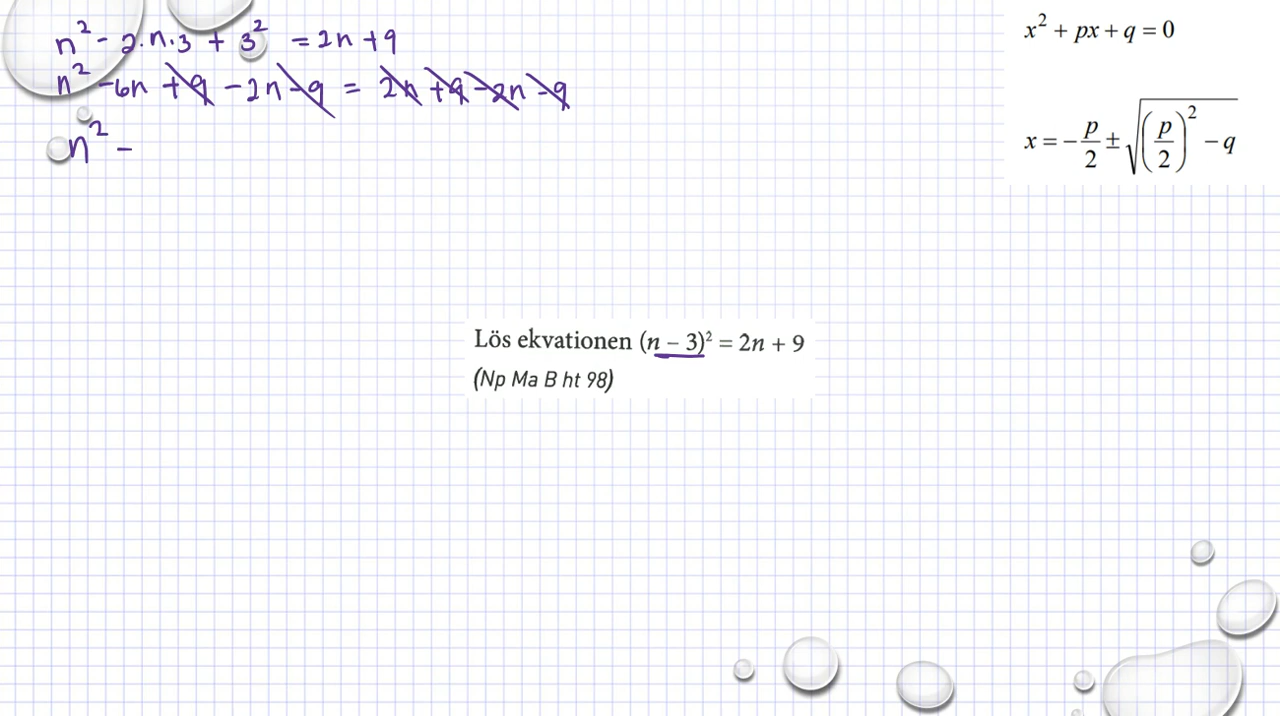 n² - 2·n·3 + 3² = 2n + 9
n² - 6n + 9 - 2n - 9 = 2n + 9 - 2n - 9
n² -
x² + px + q = 0
x = -p/2 ± √((p/2)² - q)
Lös ekvationen (n – 3)² = 2n + 9
(Np Ma B ht 98)